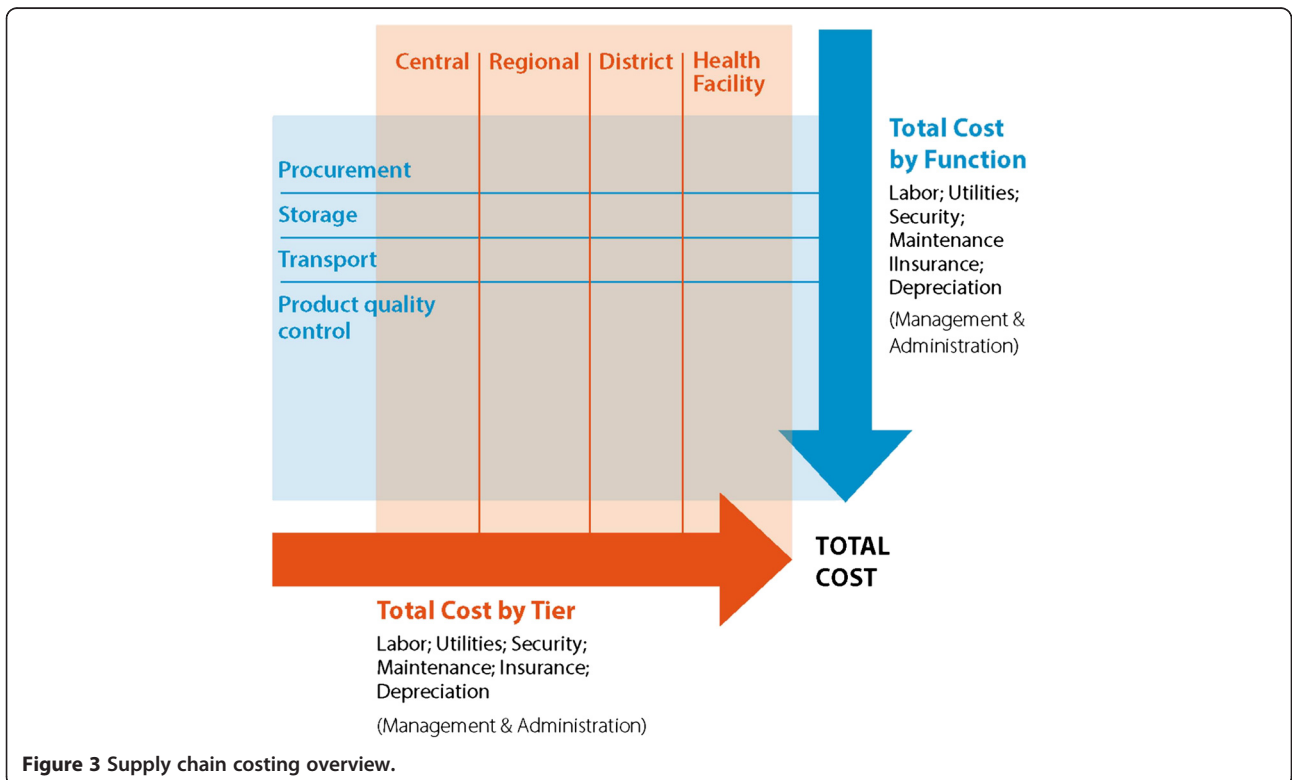 Central
Regional
District
Health
Facility
Procurement
Storage
Transport
Product quality
control
Total Cost
by Function
Labor; Utilities;
Security;
Maintenance
IInsurance;
Depreciation
(Management &
Administration)
TOTAL
COST
Total Cost by Tier
Labor; Utilities; Security;
Maintenance; Insurance;
Depreciation
(Management & Administration)
Figure 3 Supply chain costing overview.